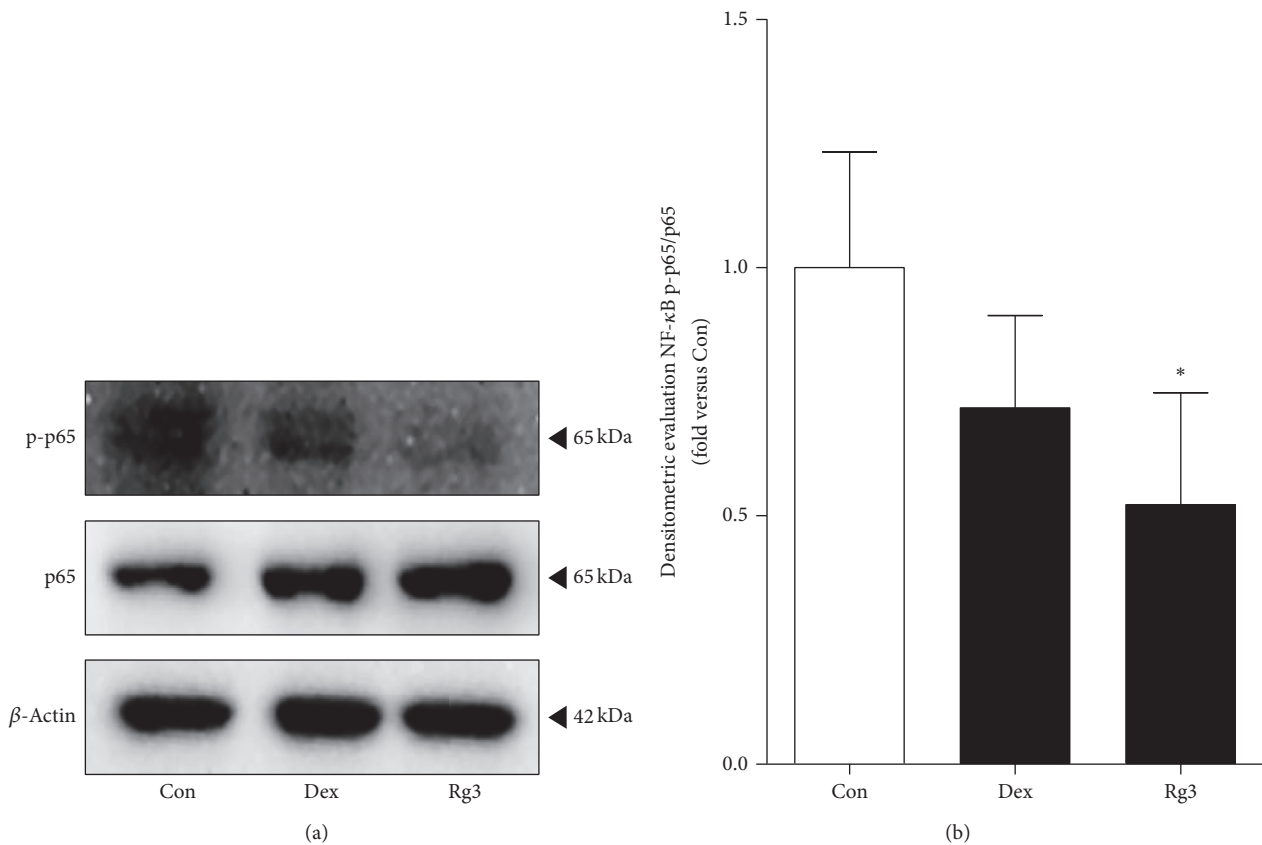 p-p65
65 kDa
p65
65 kDa
β-Actin
42 kDa
Con Dex Rg3
(a)
Densitometric evaluation NF-κB p-p65/p65
(fold versus Con)
1.5
1.0
0.5
0.0
*
Con Dex Rg3
(b)